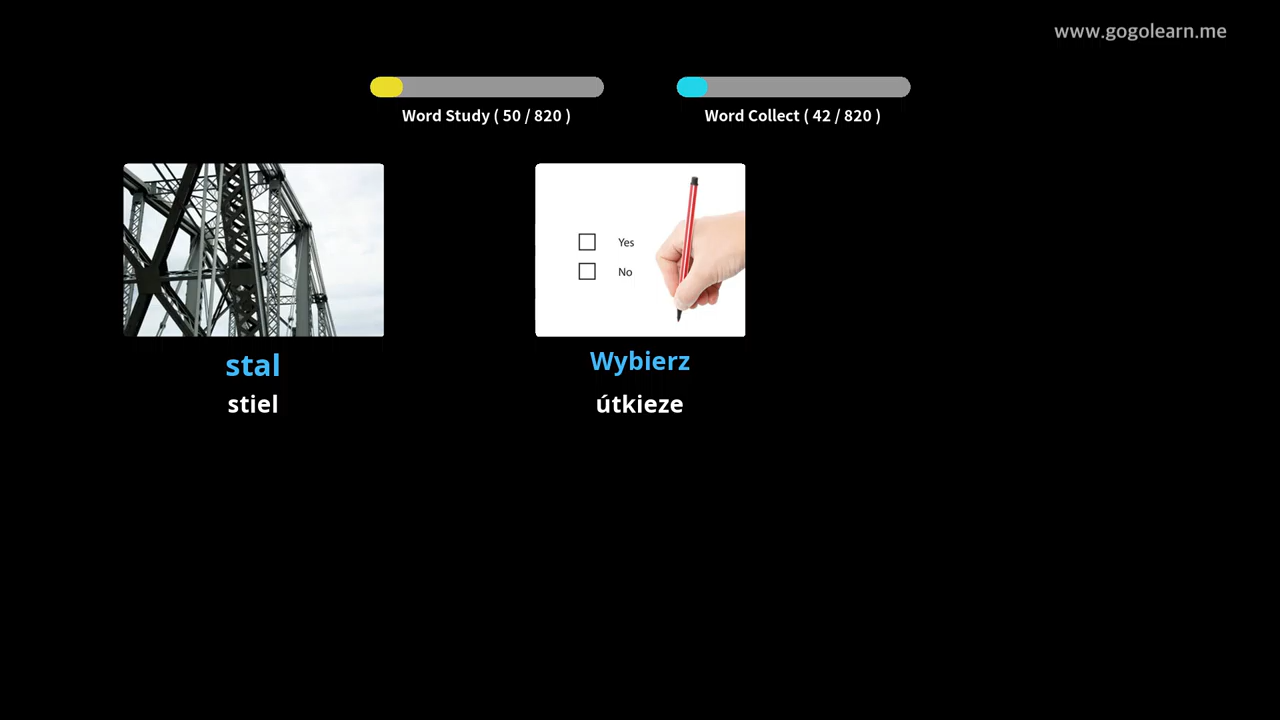 www.gogolearn.me
Word Study ( 50 / 820 )
Word Collect ( 42 / 820 )
Yes
No
stal
Wybierz
stiel
útkieze